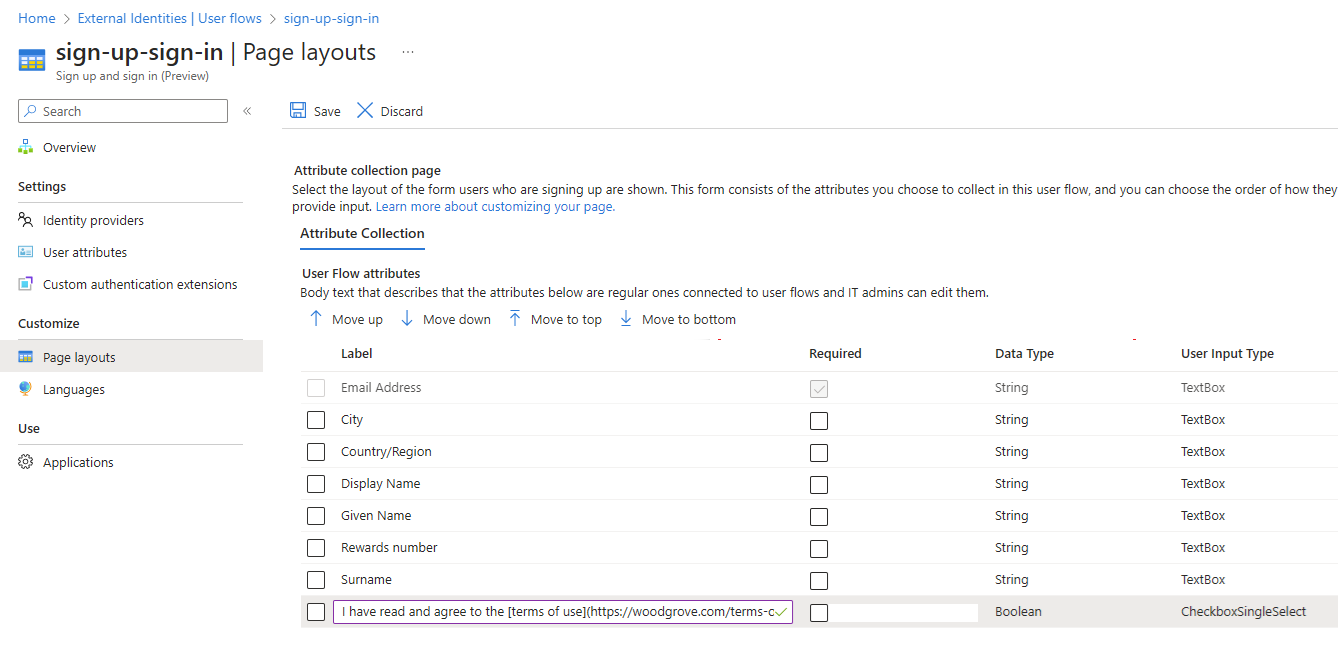 Home > External Identities | User flows > sign-up-sign-in
sign-up-sign-in | Page layouts ...
Sign up and sign in (Preview)
Search «
Save Discard
Overview
Settings
Identity providers
User attributes
Custom authentication extensions
Customize
Page layouts
Languages
Use
Applications
Attribute collection page
Select the layout of the form users who are signing up are shown. This form consists of the attributes you choose to collect in this user flow, and you can choose the order of how they
provide input. Learn more about customizing your page.
Attribute Collection
User Flow attributes
Body text that describes that the attributes below are regular ones connected to user flows and IT admins can edit them.
Move up Move down Move to top Move to bottom
Label Required Data Type User Input Type
Email Address String TextBox
City String TextBox
Country/Region String TextBox
Display Name String TextBox
Given Name String TextBox
Rewards number String TextBox
Surname String TextBox
I have read and agree to the [terms of use](https://woodgrove.com/terms- Boolean CheckboxSingleSelect